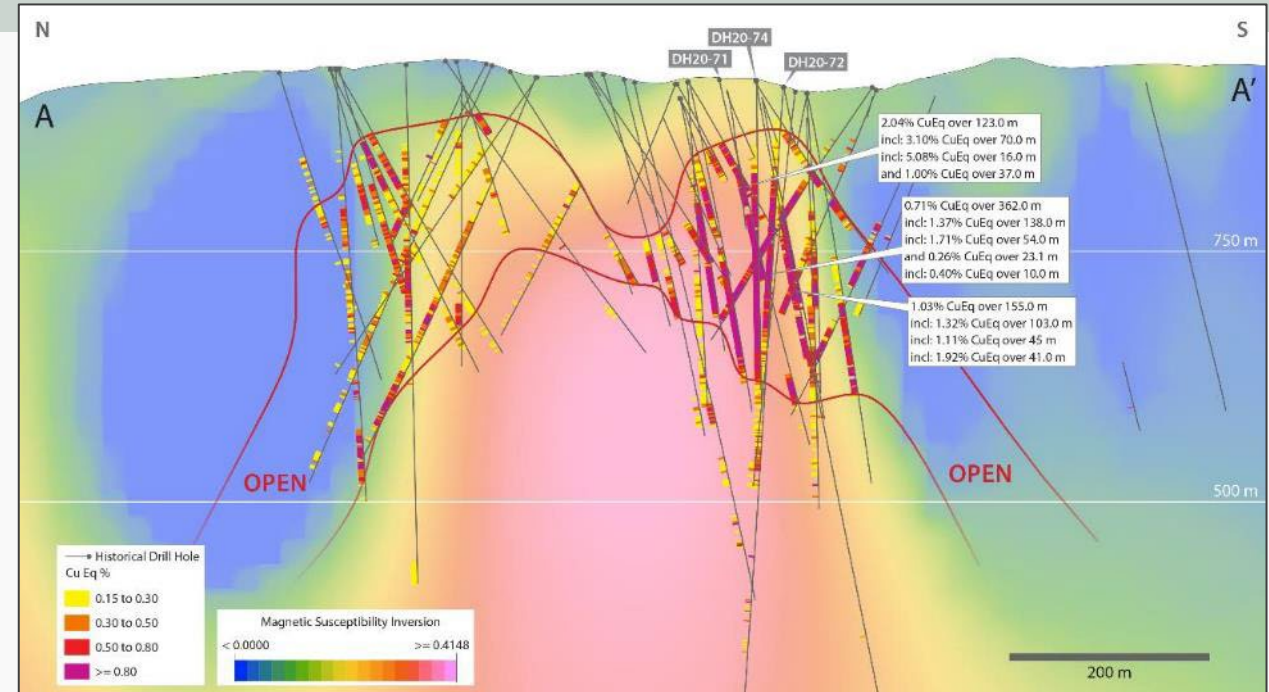 N
S
DH20-74
DH20-71
DH20-72
A
A'
2.04% CuEq over 123.0 m
incl: 3.10% CuEq over 70.0 m
incl: 5.08% CuEq over 16.0 m
and 1.00% CuEq over 37.0 m
0.71% CuEq over 362.0 m
incl: 1.37% CuEq over 138.0 m
incl: 1.71% CuEq 54.0 m
and 0.26% CuEq over 23.1 m
incl: 0.40% CuEq over 10.0 m
750 m
1.03% CuEq over 155.0 m
incl: 1.32% CuEq over 103.0 m
incl: 1.11% CuEq over 45 m
incl: 1.92% CuEq over 41.0 m
OPEN
OPEN
500 m
Historical Drill Hole
Cu Eq %
0.15 to 0.30
0.30 to 0.50
0.50 to 0.80
>= 0.80
Magnetic Susceptibility Inversion
< 0.0000
>= 0.4148
200 m